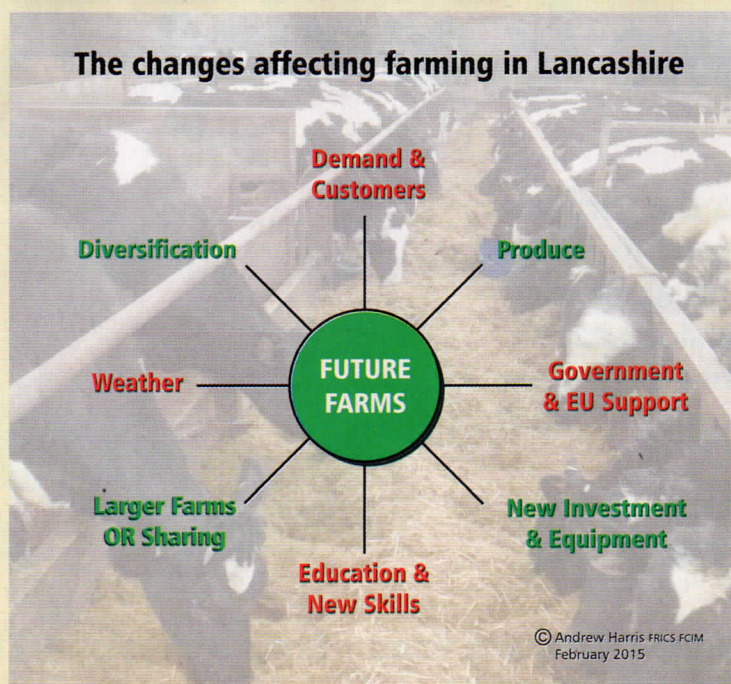 The changes affecting farming in Lancashire
Demand &
Customers
Diversification
Produce
Weather
FUTURE
FARMS
Government
& EU Support
Larger Farms
OR Sharing
New Investment
& Equipment
Education &
New Skills
© Andrew Harris FRICS FCIM
February 2015